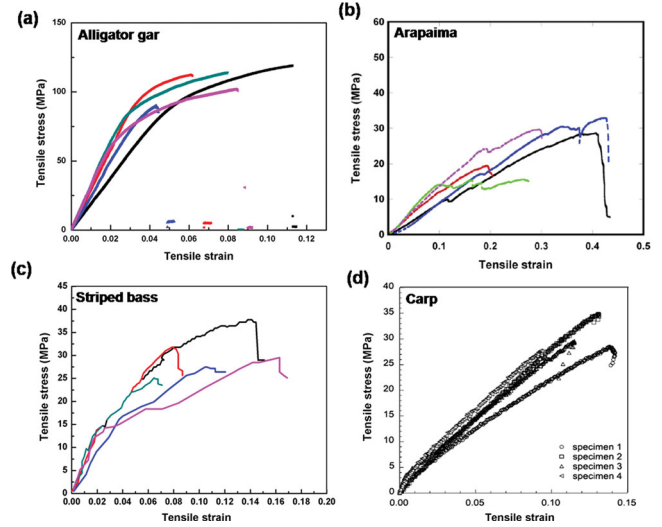 (a)
Alligator gar
Tensile stress (MPa)
150
100
50
0
0.00 0.02 0.04 0.06 0.08 0.10 0.12
Tensile strain
(b)
Arapaima
Tensile stress (MPa)
60
50
40
30
20
10
0
0 0.1 0.2 0.3 0.4 0.5
Tensile strain
(c)
Striped bass
Tensile stress (MPa)
45
40
35
30
25
20
15
10
5
0
0.00 0.02 0.04 0.06 0.08 0.10 0.12 0.14 0.16 0.18 0.20
Tensile strain
(d)
Carp
Tensile stress (MPa)
40
35
30
25
20
15
10
5
0
0.00 0.05 0.10 0.15
Tensile strain
specimen 1
specimen 2
specimen 3
specimen 4